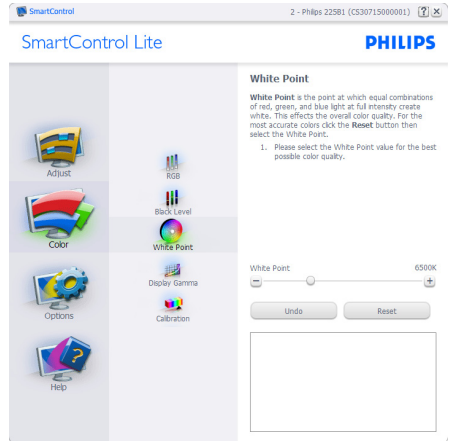 SmartControl
2 - Philips 225B1 (CS30715000001)
?
SmartControl Lite
PHILIPS
Adjust
Color
Options
Help
RGB
Black Level
White Point
Display Gamma
Calibration
White Point
White Point is the point at which equal combinations
of red, green, and blue light at full intensity create
white. This effects the overall color quality. For the
most accurate colors click the Reset button then
select the White Point.
1. Please select the White Point value for the best
possible color quality.
White Point 6500K
Undo
Reset